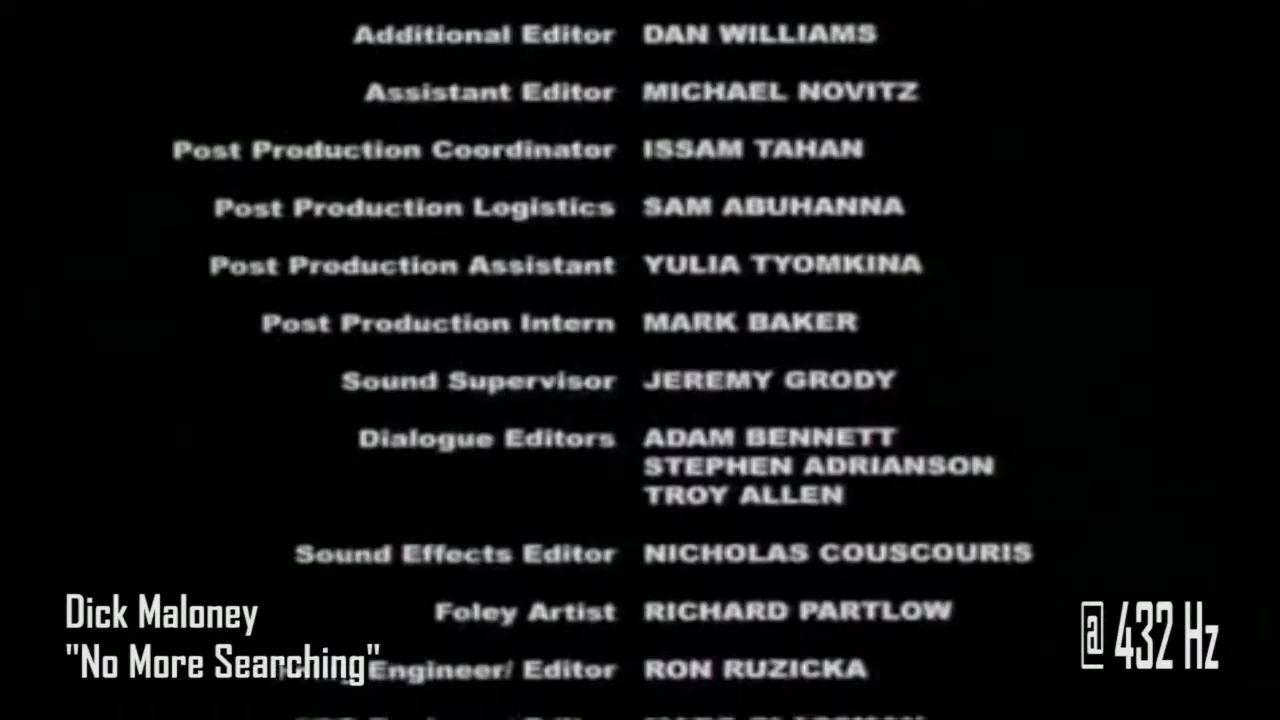 Additional Editor DAN WILLIAMS
Assistant Editor MICHAEL NOVITZ
Post Production Coordinator ISSAM TAHAN
Post Production Logistics SAM ABUHANNA
Post Production Assistant YULIA TYOMKINA
Post Production Intern MARK BAKER
Sound Supervisor JEREMY GRODY
Dialogue Editors ADAM BENNETT
STEPHEN ADRIANSON
TROY ALLEN
Sound Effects Editor NICHOLAS COUSCOURIS
Foley Artist RICHARD PARTLOW
Engineer/ Editor RON RUZICKA
Dick Maloney
"No More Searching"
@ 432 Hz